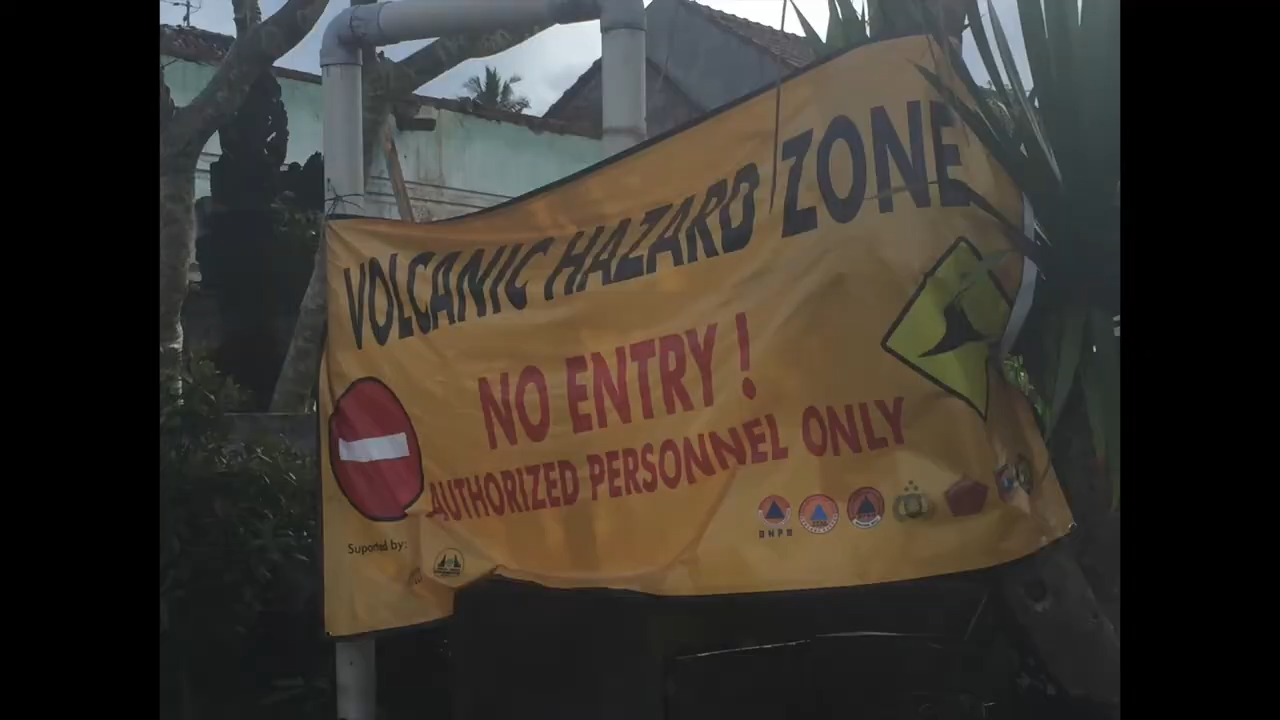 VOLCANIC HAZARD ZONE
NO ENTRY !
AUTHORIZED PERSONNEL ONLY
Suported by:
BNPB